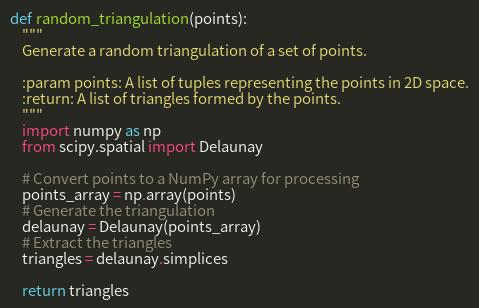 def random_triangulation(points):
    """
    Generate a random triangulation of a set of points.

    :param points: A list of tuples representing the points in 2D space.
    :return: A list of triangles formed by the points.
    """
    import numpy as np
    from scipy.spatial import Delaunay

    # Convert points to a NumPy array for processing
    points_array = np.array(points)
    # Generate the triangulation
    delaunay = Delaunay(points_array)
    # Extract the triangles
    triangles = delaunay.simplices

    return triangles